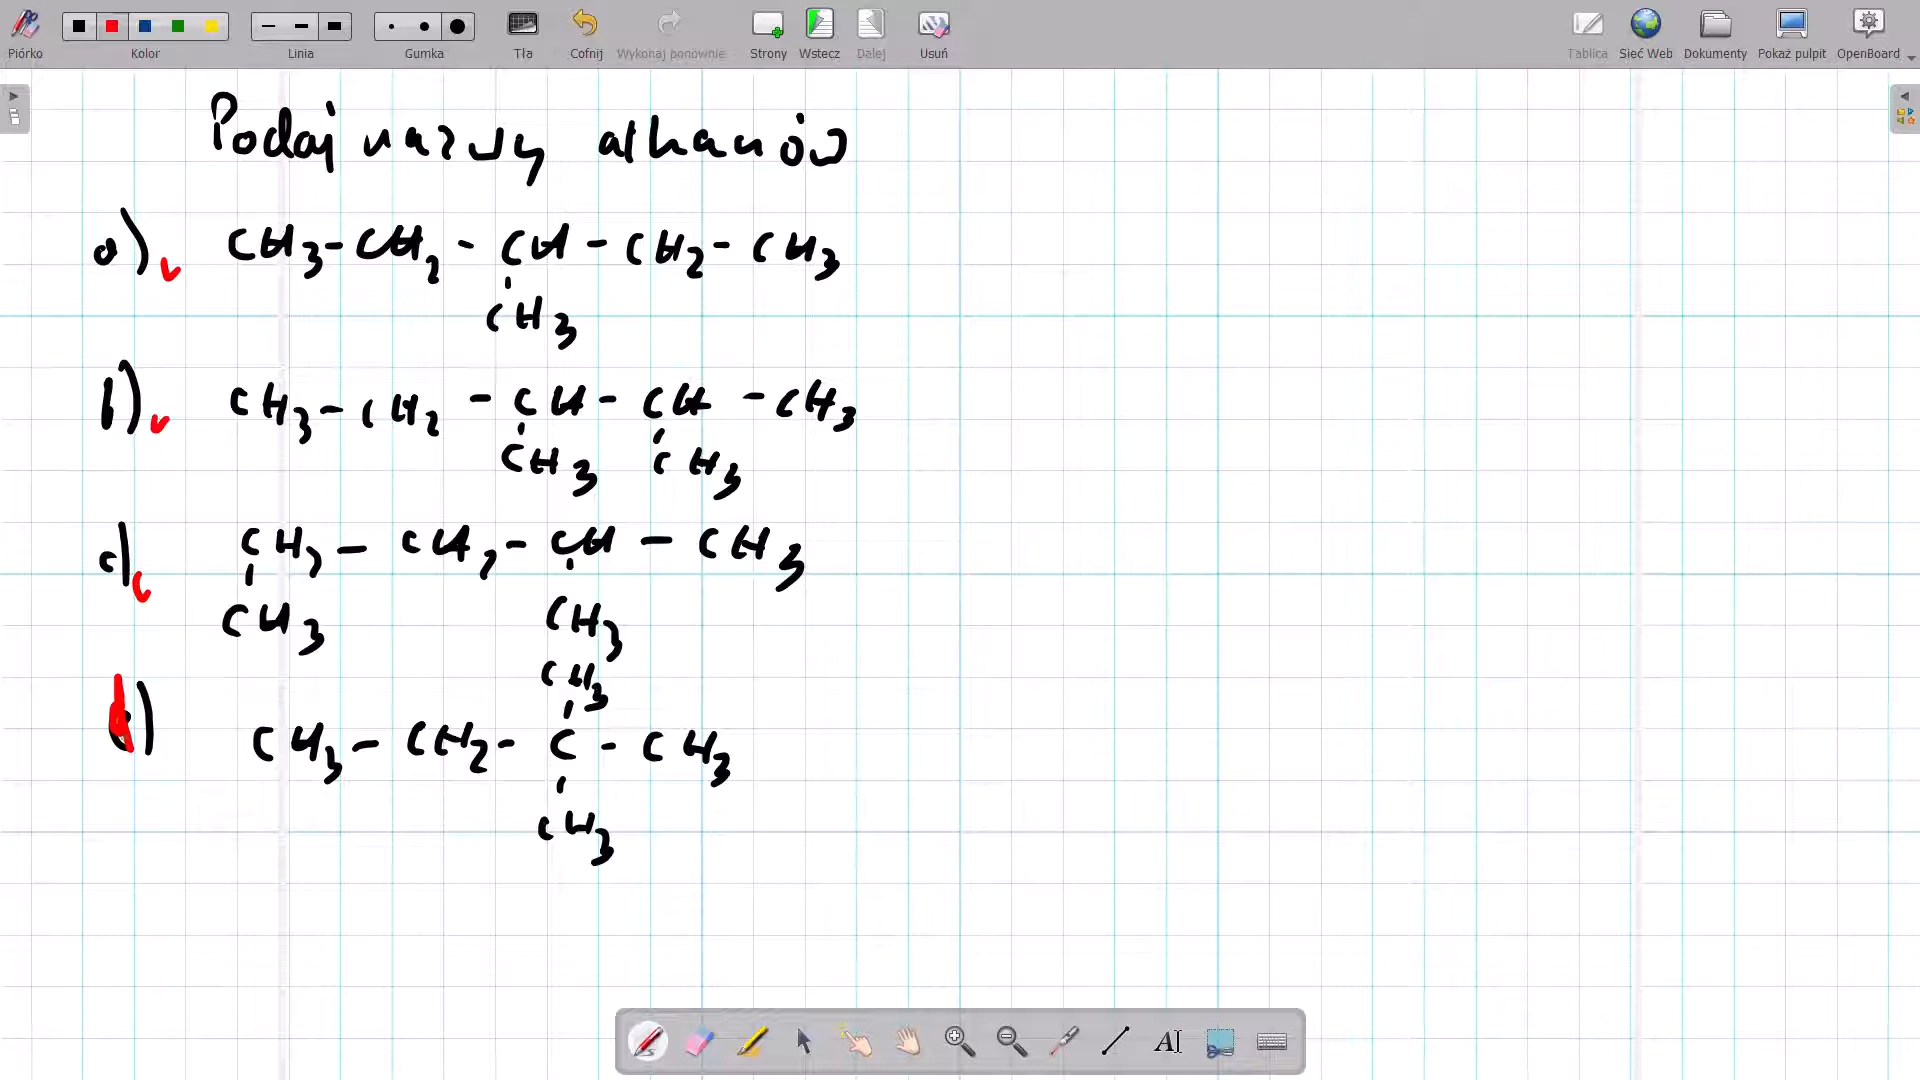 Piórko Kolor Linia Gumka Tła Cofnij Wykonaj ponownie Strony Wstecz Dalej Usuń Tablica Sieć Web Dokumenty Pokaż pulpit OpenBoard
Podaj nazwy alkanów
a) CH3-CH2-CH-CH2-CH3
CH3
b) CH3-CH2-CH-CH-CH3
CH3 CH3
c) CH2-CH2-CH-CH3
CH3 CH3
CH3
d) CH3-CH2-C-CH3
CH3
AI